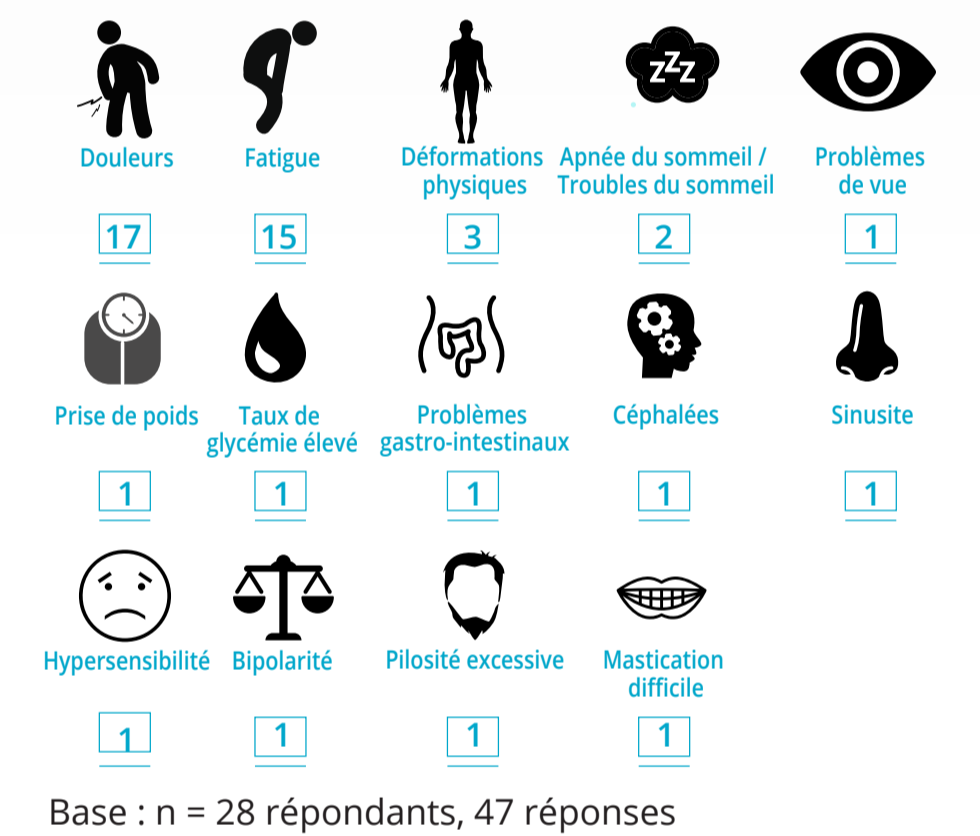 zzz
Douleurs
Fatigue
Déformations
physiques
Apnée du sommeil /
Troubles du sommeil
Problèmes
de vue
17
15
3
2
1
Prise de poids
Taux de
glycémie élevé
Problèmes
gastro-intestinaux
Céphalées
Sinusite
1
1
1
1
1
Hypersensibilité
Bipolarité
Pilosité excessive
Mastication
difficile
1
1
1
1
Base : n = 28 répondants, 47 réponses